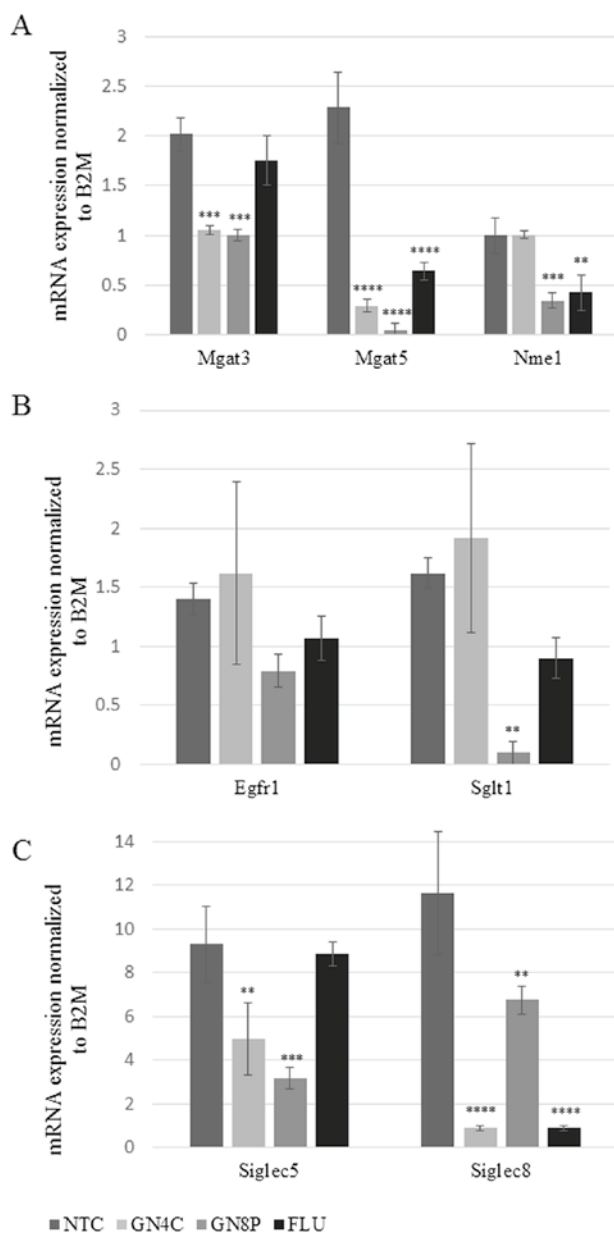 A
mRNA expression normalized
to B2M
3
2.5
2
1.5
1
0.5
0
*** ***
**** **** ****
*** **
Mgat3 Mgat5 Nme1
B
mRNA expression normalized
to B2M
3
2.5
2
1.5
1
0.5
0
**
Egfr1 Sglt1
C
mRNA expression normalized
to B2M
14
12
10
8
6
4
2
0
** ***
**** ** ****
Siglec5 Siglec8
NTC GN4C GN8P FLU